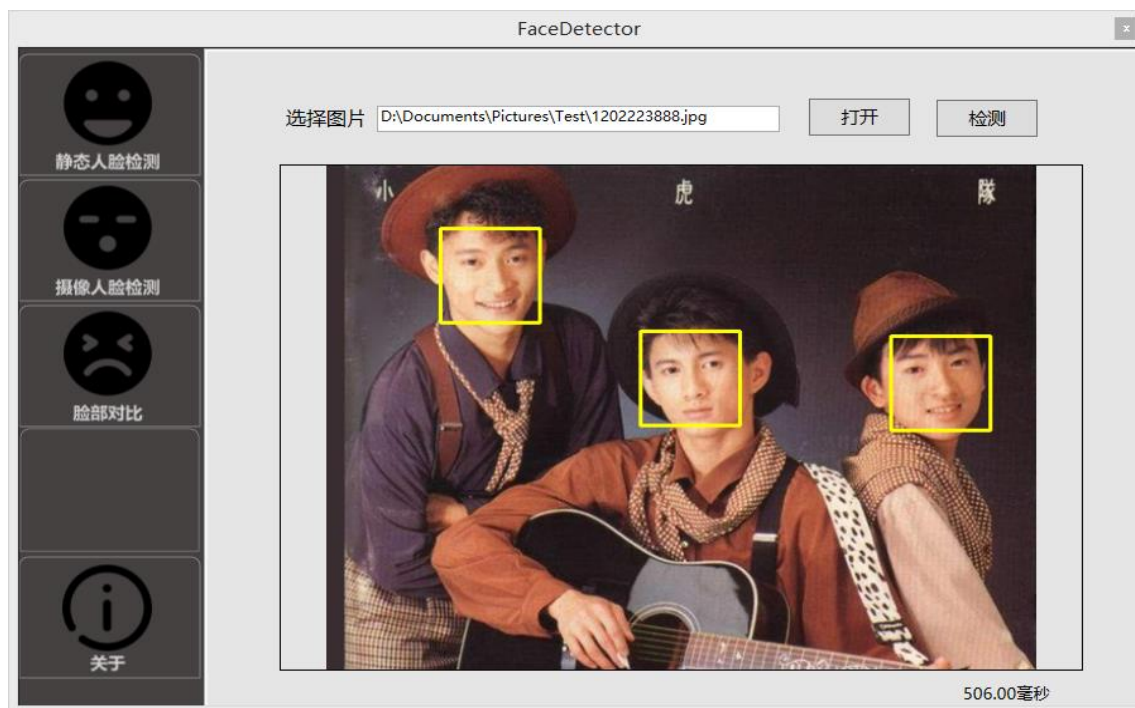 FaceDetector
x
静态人脸检测
摄像人脸检测
脸部对比
关于
选择图片 D:\Documents\Pictures\Test\1202223888.jpg 打开 检测
小 虎 隊
506.00毫秒